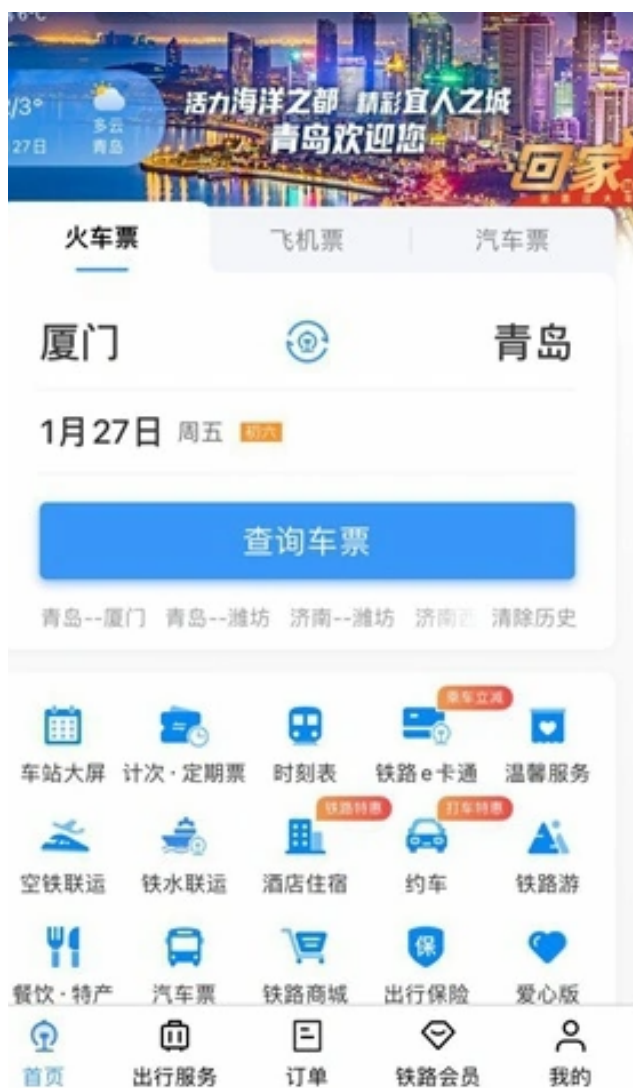 /3°
多云
27日
青岛
活力海洋之都 精彩宜人之城
青岛欢迎您
回家
火车票
飞机票
汽车票
厦门
青岛
1月27日 周五 初六
查询车票
青岛--厦门 青岛--潍坊 济南--潍坊 济南西 清除历史
乘车立减
车站大屏 计次·定期票 时刻表 铁路e卡通 温馨服务
铁路特惠 打车特惠
空铁联运 铁水联运 酒店住宿 约车 铁路游
保
餐饮·特产 汽车票 铁路商城 出行保险 爱心版
首页 出行服务 订单 铁路会员 我的